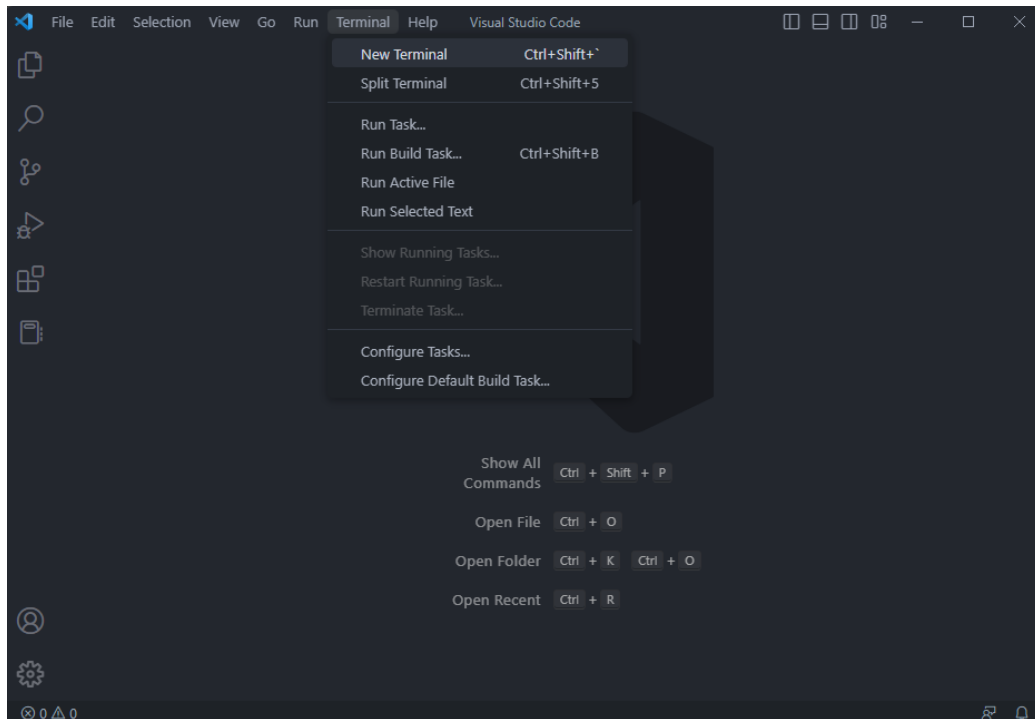 File Edit Selection View Go Run Terminal Help Visual Studio Code
New Terminal Ctrl+Shift+`
Split Terminal Ctrl+Shift+5
Run Task...
Run Build Task... Ctrl+Shift+B
Run Active File
Run Selected Text
Show Running Tasks...
Restart Running Task...
Terminate Task...
Configure Tasks...
Configure Default Build Task...
Show All
Commands Ctrl + Shift + P
Open File Ctrl + O
Open Folder Ctrl + K Ctrl + O
Open Recent Ctrl + R
0 0